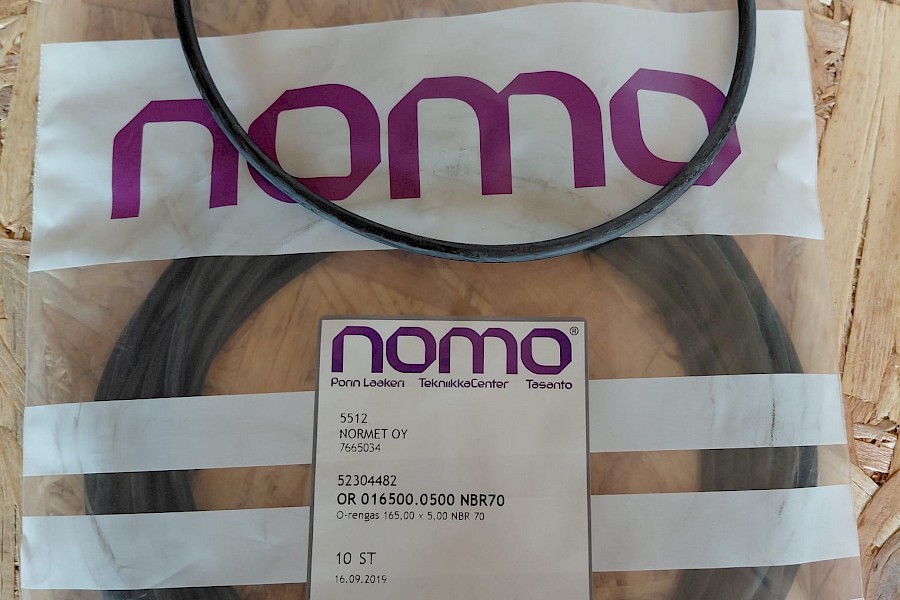 nomo
nomo®
Porin Laakeri TekniikkaCenter Tasanto
5512
NORMET OY
7665034
52304482
OR 016500.0500 NBR70
O-rengas 165,00 x 5,00 NBR 70
10 ST
16.09.2019